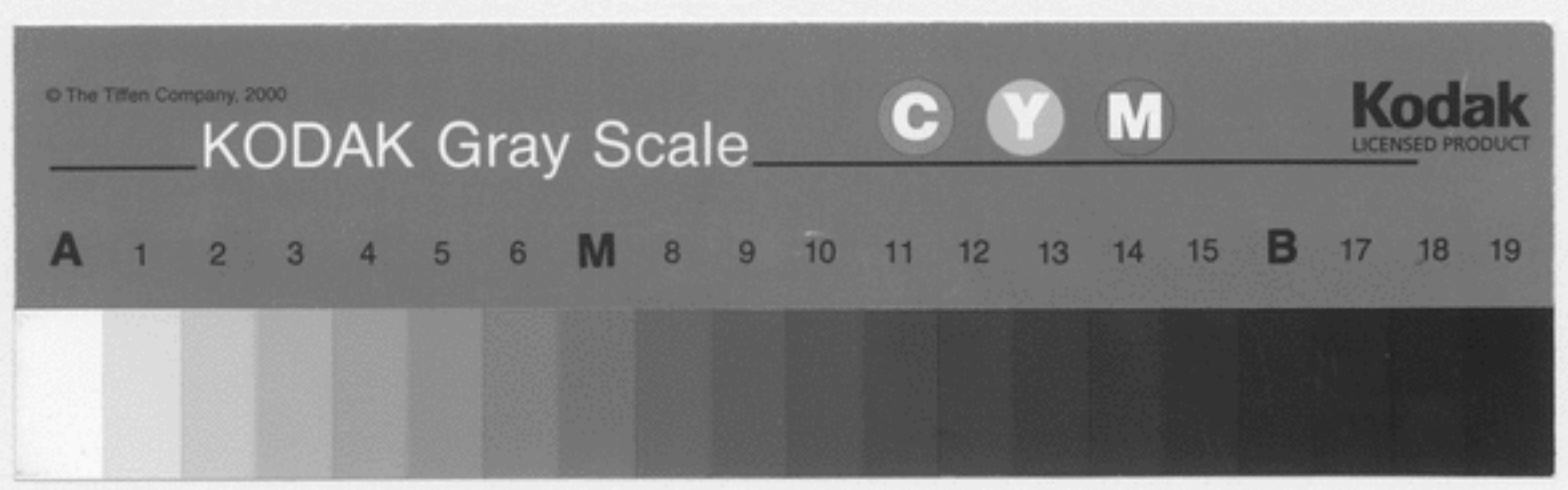 © The Tiffen Company, 2000
KODAK Gray Scale
C Y M
Kodak
LICENSED PRODUCT
A 1 2 3 4 5 6 M 8 9 10 11 12 13 14 15 B 17 18 19